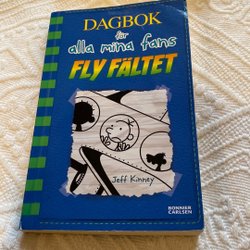 DAGBOK
för
alla mina fans
FLY FÄLTET
Jeff Kinney
BONNIER
CARLSEN